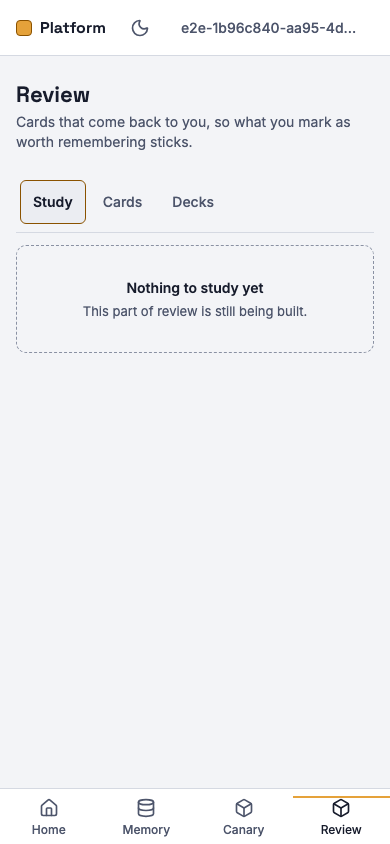 Platform
e2e-1b96c840-aa95-4d...
Review
Cards that come back to you, so what you mark as
worth remembering sticks.
Study
Cards
Decks
Nothing to study yet
This part of review is still being built.
Home
Memory
Canary
Review